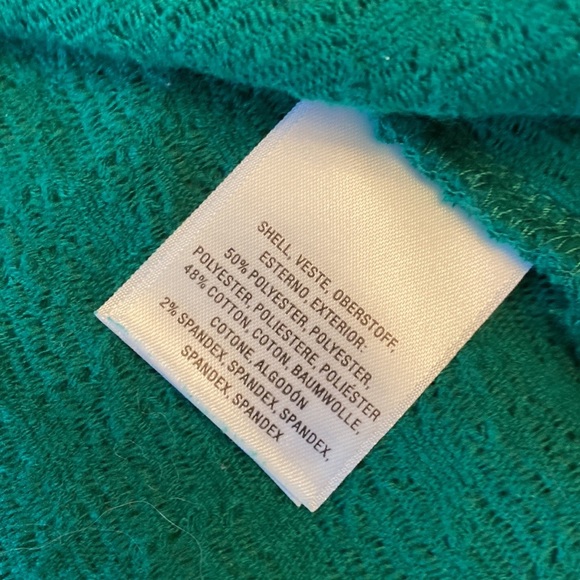 SHELL, VESTE, OBERSTOFF,
ESTERNO, EXTERIOR:
50% POLYESTER, POLYESTER,
POLYESTER, POLIESTERE, POLIÉSTER
48% COTTON, COTON, BAUMWOLLE,
COTONE, ALGODÓN
2% SPANDEX, SPANDEX, SPANDEX,
SPANDEX, SPANDEX